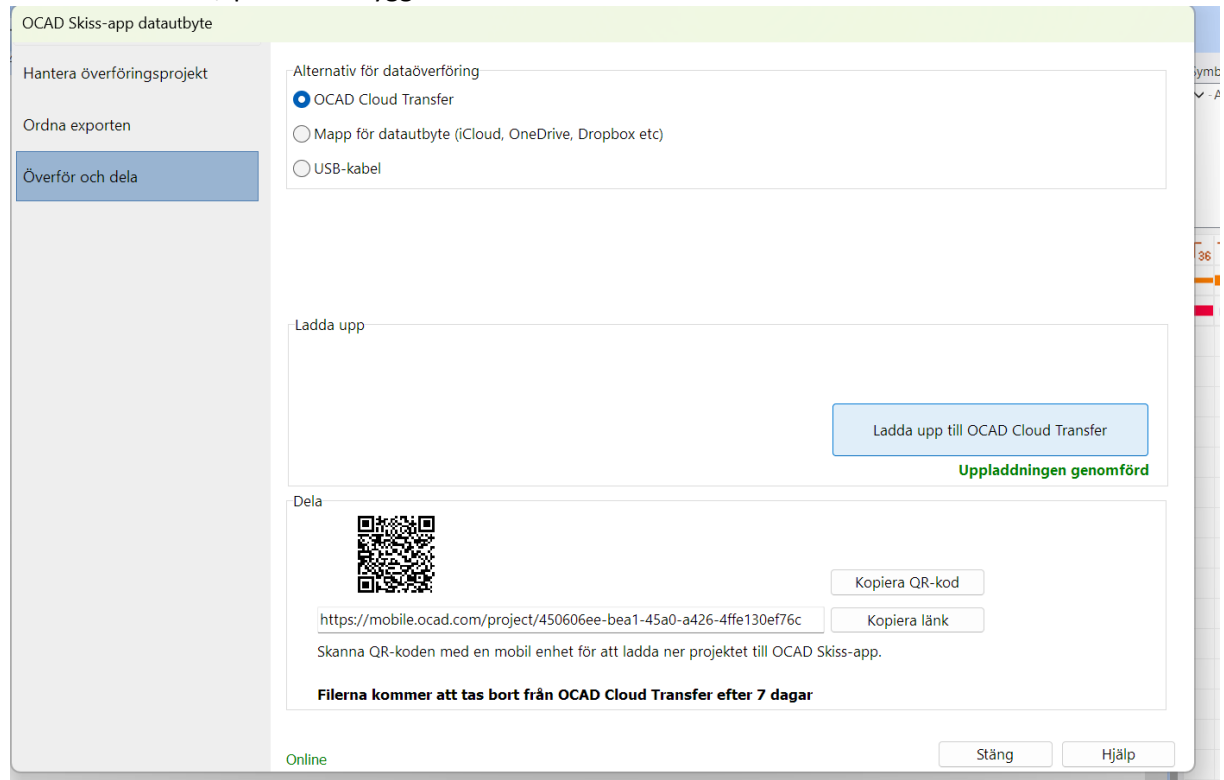 OCAD Skiss-app datautbyte
Hantera överföringsprojekt
Ordna exporten
Överför och dela
Alternativ för dataöverföring
OCAD Cloud Transfer
Mapp för datautbyte (iCloud, OneDrive, Dropbox etc)
USB-kabel
Ladda upp
Ladda upp till OCAD Cloud Transfer
Uppladdningen genomförd
Dela
Kopiera QR-kod
https://mobile.ocad.com/project/450606ee-bea1-45a0-a426-4ffe130ef76c
Kopiera länk
Skanna QR-koden med en mobil enhet för att ladda ner projektet till OCAD Skiss-app.
Filerna kommer att tas bort från OCAD Cloud Transfer efter 7 dagar
Online
Stäng
Hjälp
36